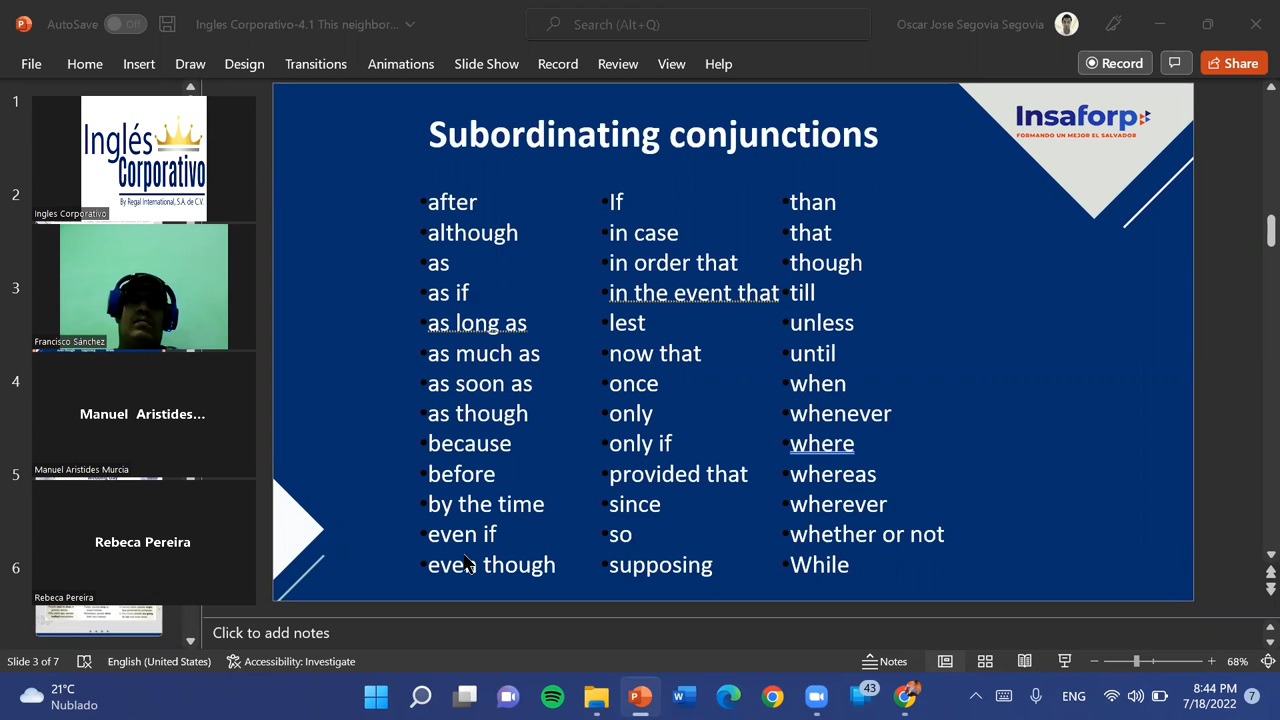 AutoSave Off Ingles Corporativo-4.1 This neighbor... Search (Alt+Q) Oscar Jose Segovia Segovia
File Home Insert Draw Design Transitions Animations Slide Show Record Review View Help Record Share
1
Inglés
Corporativo
By Regal International, S.A. de C.V.
Ingles Corporativo
2
Francisco Sánchez
3
Manuel Aristides...
Manuel Aristides Murcia
4
5
Rebeca Pereira
Rebeca Pereira
6
Insaforp
FORMANDO UN MEJOR EL SALVADOR
Subordinating conjunctions
•after
•although
•as
•as if
•as long as
•as much as
•as soon as
•as though
•because
•before
•by the time
•even if
•even though
•If
•in case
•in order that
•in the event that
•lest
•now that
•once
•only
•only if
•provided that
•since
•so
•supposing
•than
•that
•though
•till
•unless
•until
•when
•whenever
•where
•whereas
•wherever
•whether or not
•While
Click to add notes
Slide 3 of 7 English (United States) Accessibility: Investigate Notes 68%
21°C
Nublado
43
ENG
8:44 PM
7/18/2022
7